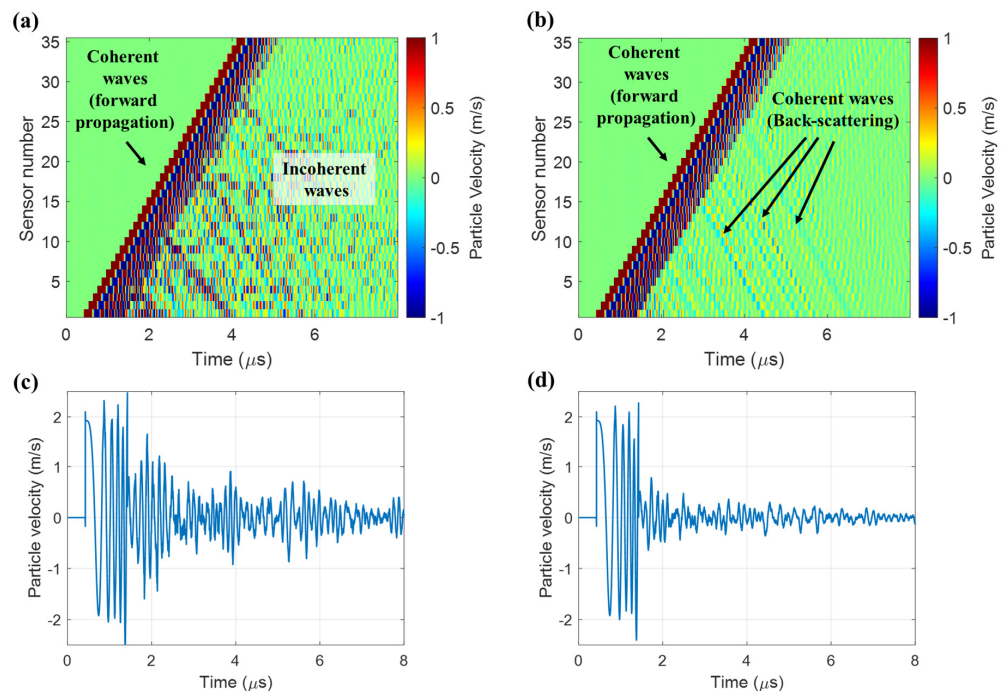 (a)
Coherent
waves
(forward
propagation)
Incoherent
waves
35
30
25
20
15
10
5
Sensor number
0
2
4
6
Time (μs)
1
0.5
0
-0.5
-1
Particle Velocity (m/s)
(b)
Coherent
waves
(forward
propagation)
Coherent waves
(Back-scattering)
35
30
25
20
15
10
5
Sensor number
0
2
4
6
Time (μs)
1
0.5
0
-0.5
-1
Particle Velocity (m/s)
(c)
2
1
0
-1
-2
Particle velocity (m/s)
0
2
4
6
8
Time (μs)
(d)
2
1
0
-1
-2
Particle velocity (m/s)
0
2
4
6
8
Time (μs)